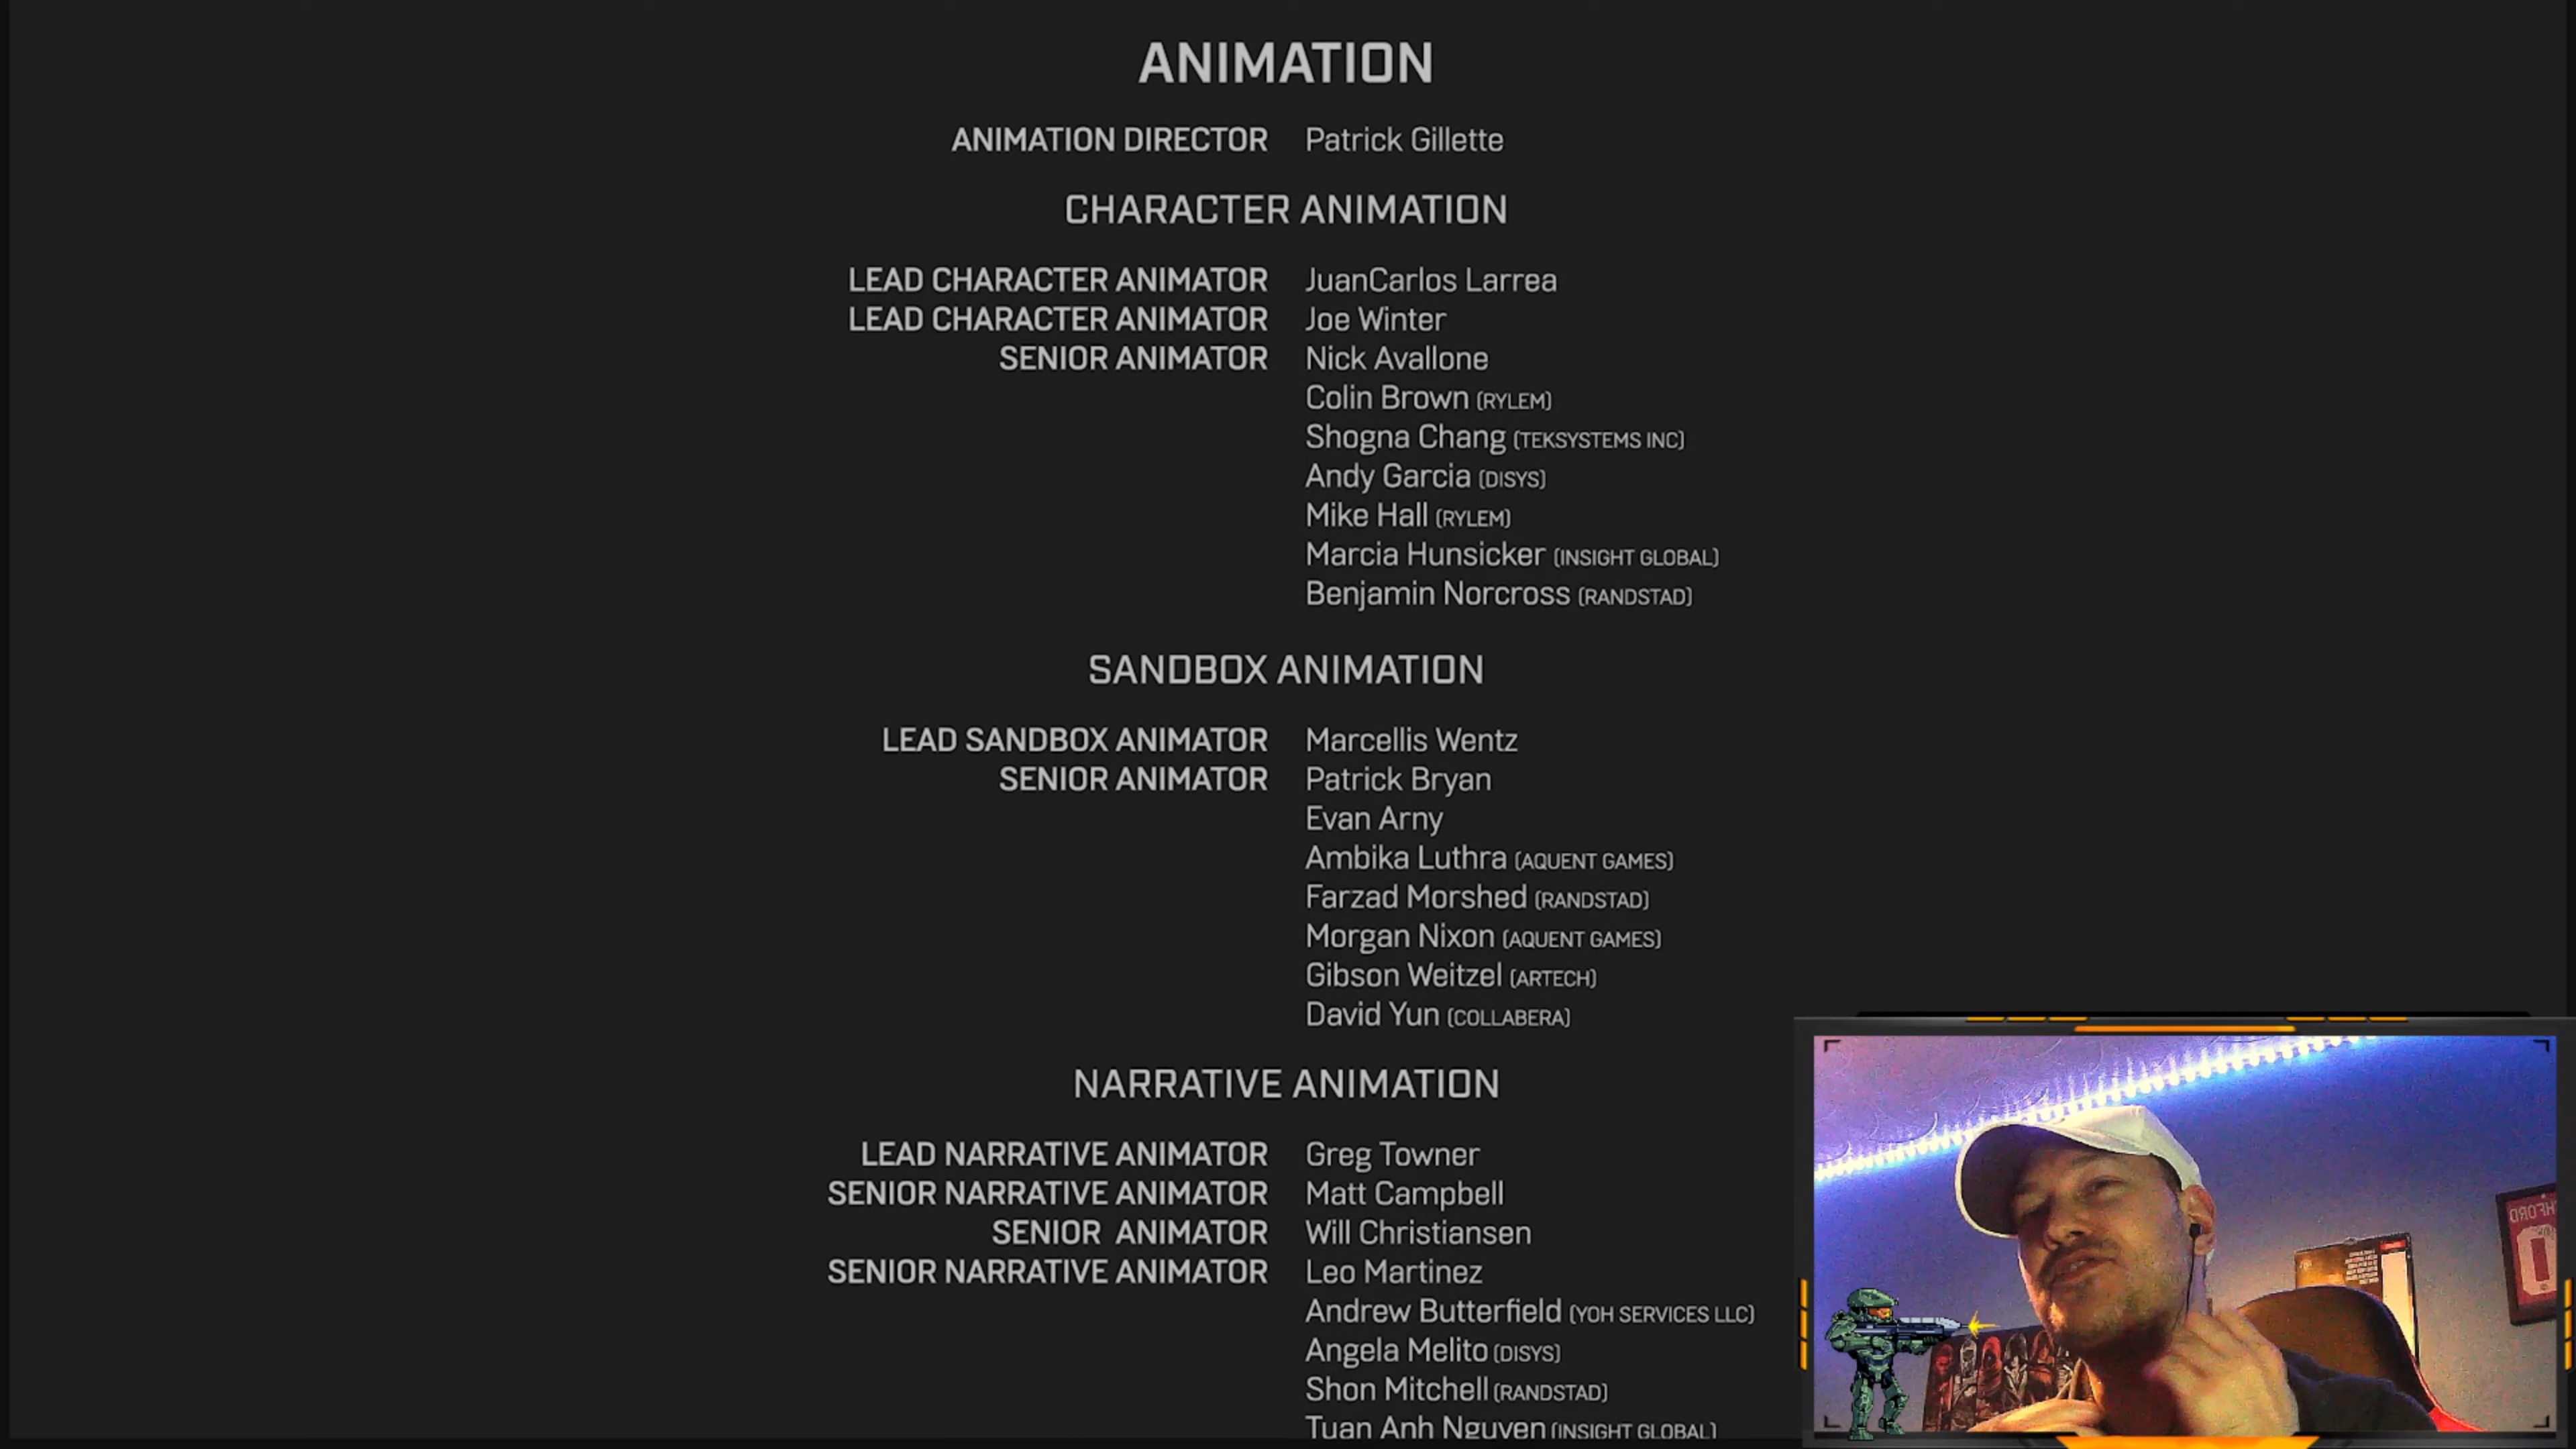 ANIMATION
ANIMATION DIRECTOR Patrick Gillette
CHARACTER ANIMATION
LEAD CHARACTER ANIMATOR JuanCarlos Larrea
LEAD CHARACTER ANIMATOR Joe Winter
SENIOR ANIMATOR Nick Avallone
Colin Brown (RYLEM)
Shogna Chang (TEKSYSTEMS INC)
Andy Garcia (DISYS)
Mike Hall (RYLEM)
Marcia Hunsicker (INSIGHT GLOBAL)
Benjamin Norcross (RANDSTAD)
SANDBOX ANIMATION
LEAD SANDBOX ANIMATOR Marcellis Wentz
SENIOR ANIMATOR Patrick Bryan
Evan Arny
Ambika Luthra (AQUENT GAMES)
Farzad Morshed (RANDSTAD)
Morgan Nixon (AQUENT GAMES)
Gibson Weitzel (ARTECH)
David Yun (COLLABERA)
NARRATIVE ANIMATION
LEAD NARRATIVE ANIMATOR Greg Towner
SENIOR NARRATIVE ANIMATOR Matt Campbell
SENIOR ANIMATOR Will Christiansen
SENIOR NARRATIVE ANIMATOR Leo Martinez
Andrew Butterfield (YOH SERVICES LLC)
Angela Melito (DISYS)
Shon Mitchell (RANDSTAD)
Tuan Anh Nguyen (INSIGHT GLOBAL)